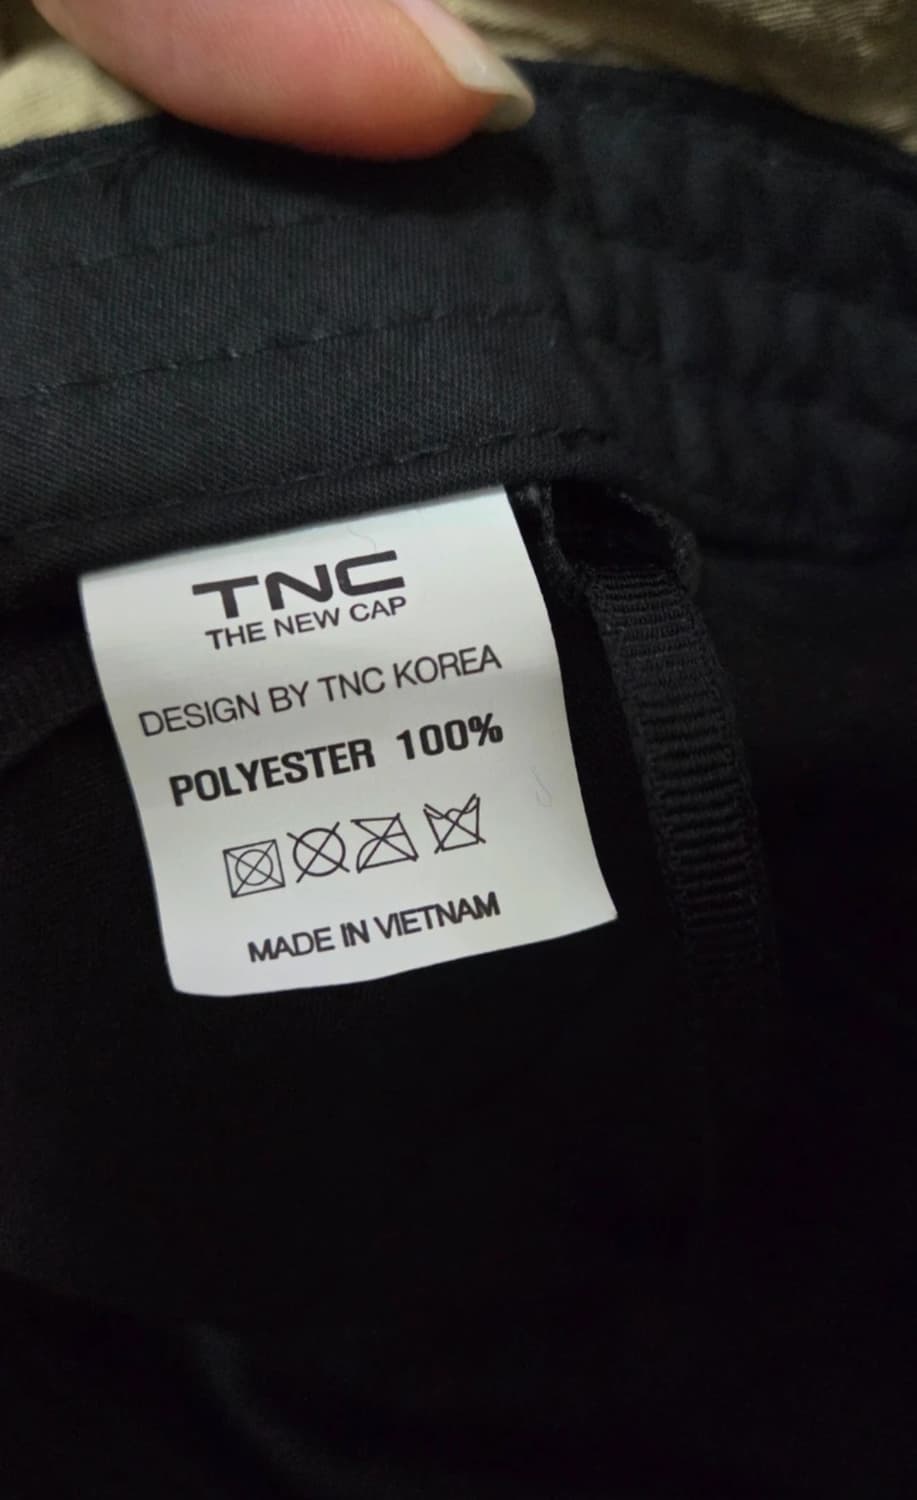 TNC
THE NEW CAP
DESIGN BY TNC KOREA
POLYESTER 100%
MADE IN VIETNAM